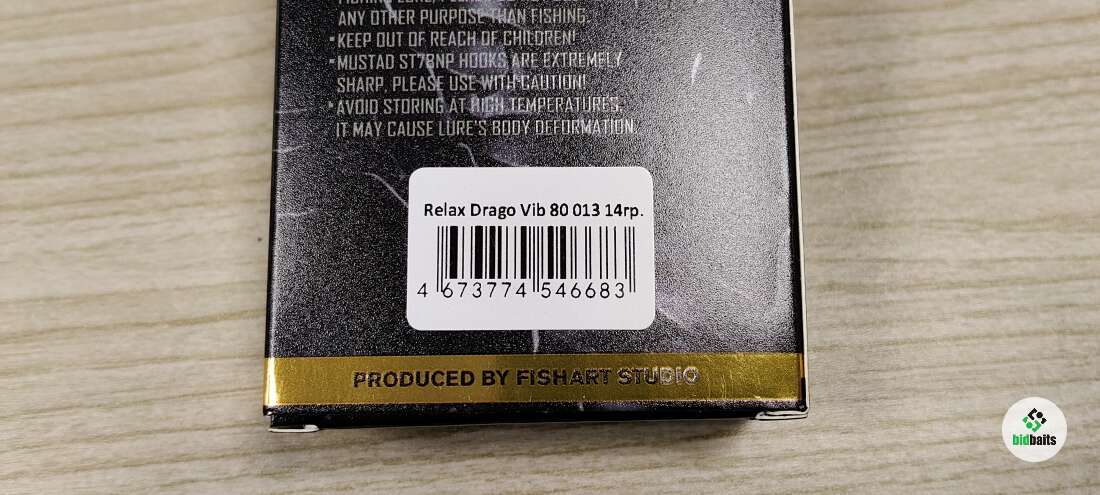 ANY OTHER PURPOSE THAN FISHING.
•KEEP OUT OF REACH OF CHILDREN!
•MUSTAD ST78NP HOOKS ARE EXTREMELY
SHARP, PLEASE USE WITH CAUTION!
•AVOID STORING AT HIGH TEMPERATURES,
IT MAY CAUSE LURE'S BODY DEFORMATION.
Relax Drago Vib 80 013 14гр.
4 673774 546683
PRODUCED BY FISHART STUDIO
bidbaits